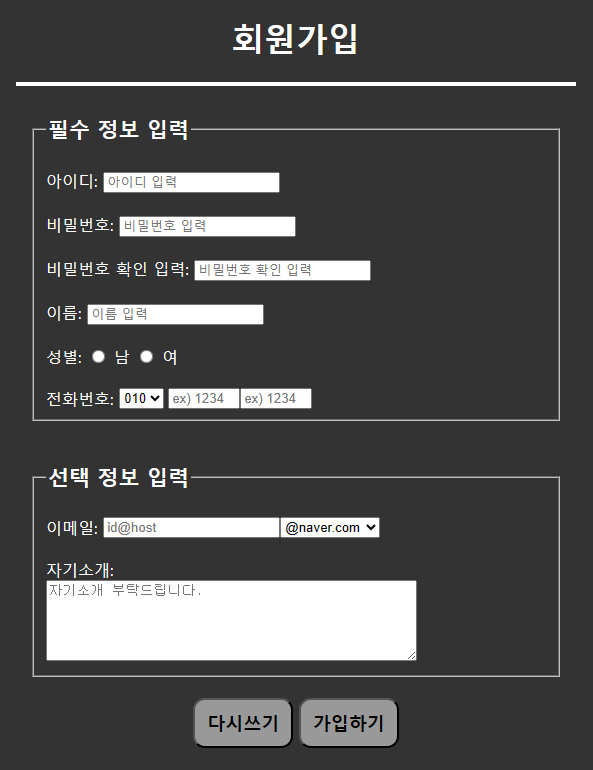 회원가입
필수 정보 입력
아이디: 아이디 입력
비밀번호: 비밀번호 입력
비밀번호 확인 입력: 비밀번호 확인 입력
이름: 이름 입력
성별: 남 여
전화번호: 010 ex) 1234 ex) 1234
선택 정보 입력
이메일: id@host @naver.com
자기소개:
자기소개 부탁드립니다.
다시쓰기 가입하기